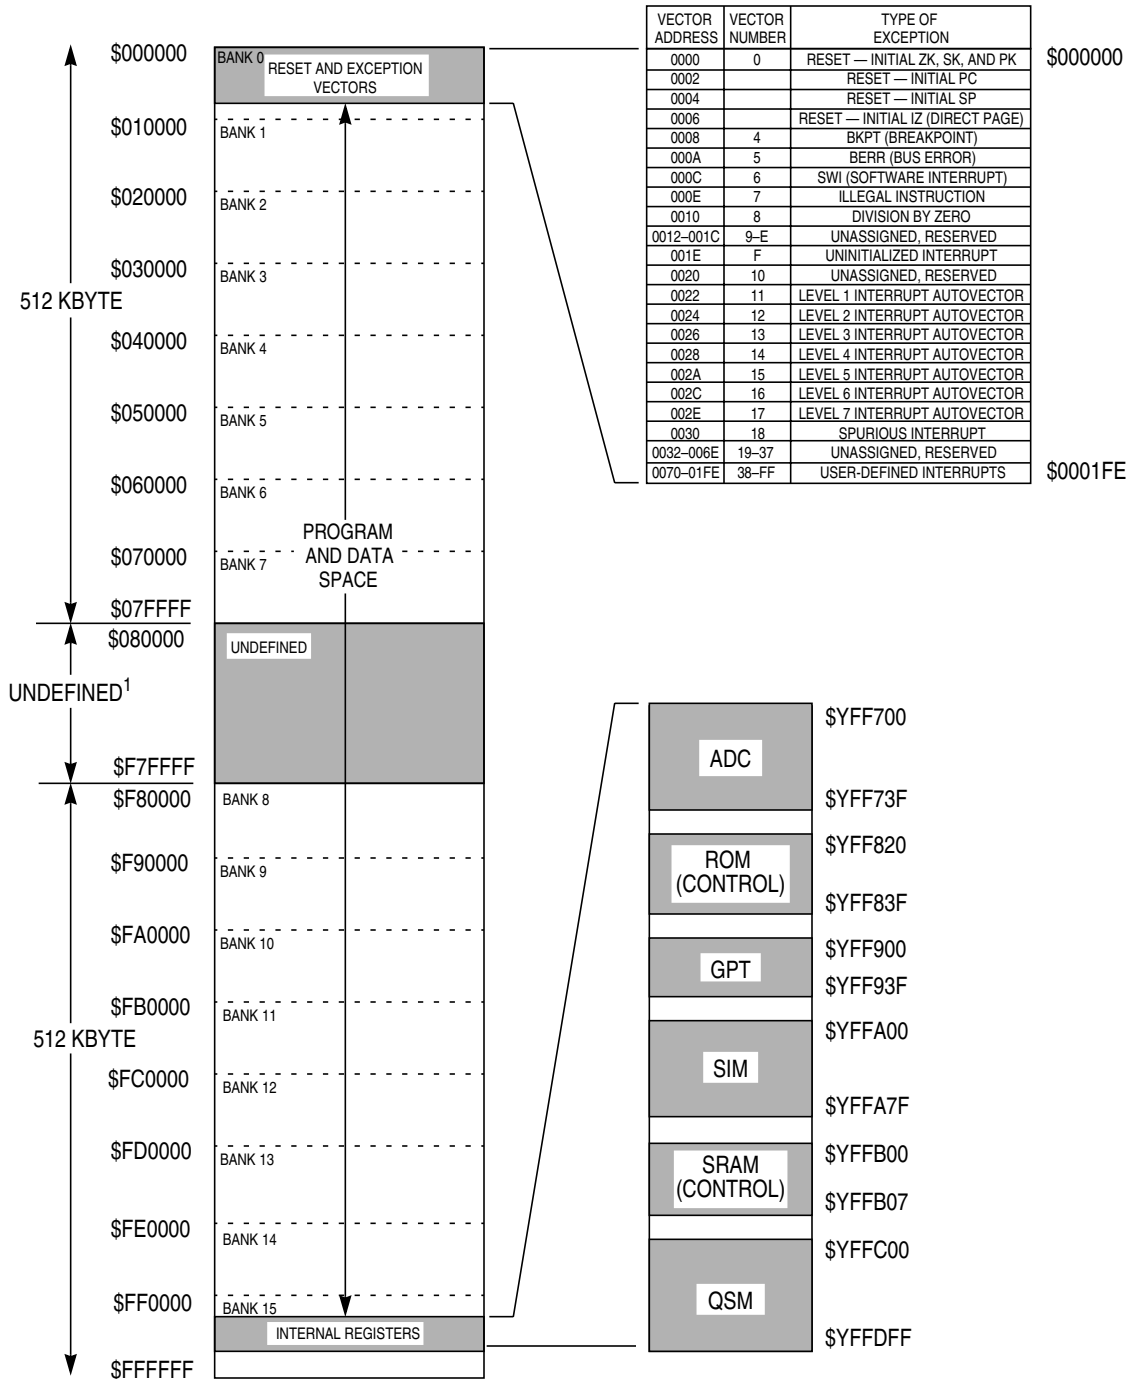 VECTOR ADDRESS VECTOR NUMBER TYPE OF EXCEPTION
0000 0 RESET — INITIAL ZK, SK, AND PK
0002 RESET — INITIAL PC
0004 RESET — INITIAL SP
0006 RESET — INITIAL IZ (DIRECT PAGE)
0008 4 BKPT (BREAKPOINT)
000A 5 BERR (BUS ERROR)
000C 6 SWI (SOFTWARE INTERRUPT)
000E 7 ILLEGAL INSTRUCTION
0010 8 DIVISION BY ZERO
0012–001C 9–E UNASSIGNED, RESERVED
001E F UNINITIALIZED INTERRUPT
0020 10 UNASSIGNED, RESERVED
0022 11 LEVEL 1 INTERRUPT AUTOVECTOR
0024 12 LEVEL 2 INTERRUPT AUTOVECTOR
0026 13 LEVEL 3 INTERRUPT AUTOVECTOR
0028 14 LEVEL 4 INTERRUPT AUTOVECTOR
002A 15 LEVEL 5 INTERRUPT AUTOVECTOR
002C 16 LEVEL 6 INTERRUPT AUTOVECTOR
002E 17 LEVEL 7 INTERRUPT AUTOVECTOR
0030 18 SPURIOUS INTERRUPT
0032–006E 19–37 UNASSIGNED, RESERVED
0070–01FE 38–FF USER-DEFINED INTERRUPTS
$000000
$0001FE
$000000
BANK 0
RESET AND EXCEPTION
VECTORS
$010000
BANK 1
$020000
BANK 2
$030000
BANK 3
512 KBYTE
$040000
BANK 4
$050000
BANK 5
$060000
BANK 6
PROGRAM
AND DATA
SPACE
$070000
BANK 7
$07FFFF
$080000
UNDEFINED
UNDEFINED1
$F7FFFF
$F80000
BANK 8
$F90000
BANK 9
$FA0000
BANK 10
$FB0000
BANK 11
512 KBYTE
$FC0000
BANK 12
$FD0000
BANK 13
$FE0000
BANK 14
$FF0000
BANK 15
INTERNAL REGISTERS
$FFFFFF
$YFF700
ADC
$YFF73F
$YFF820
ROM
(CONTROL)
$YFF83F
$YFF900
GPT
$YFF93F
$YFFA00
SIM
$YFFA7F
$YFFB00
SRAM
(CONTROL)
$YFFB07
$YFFC00
QSM
$YFFDFF